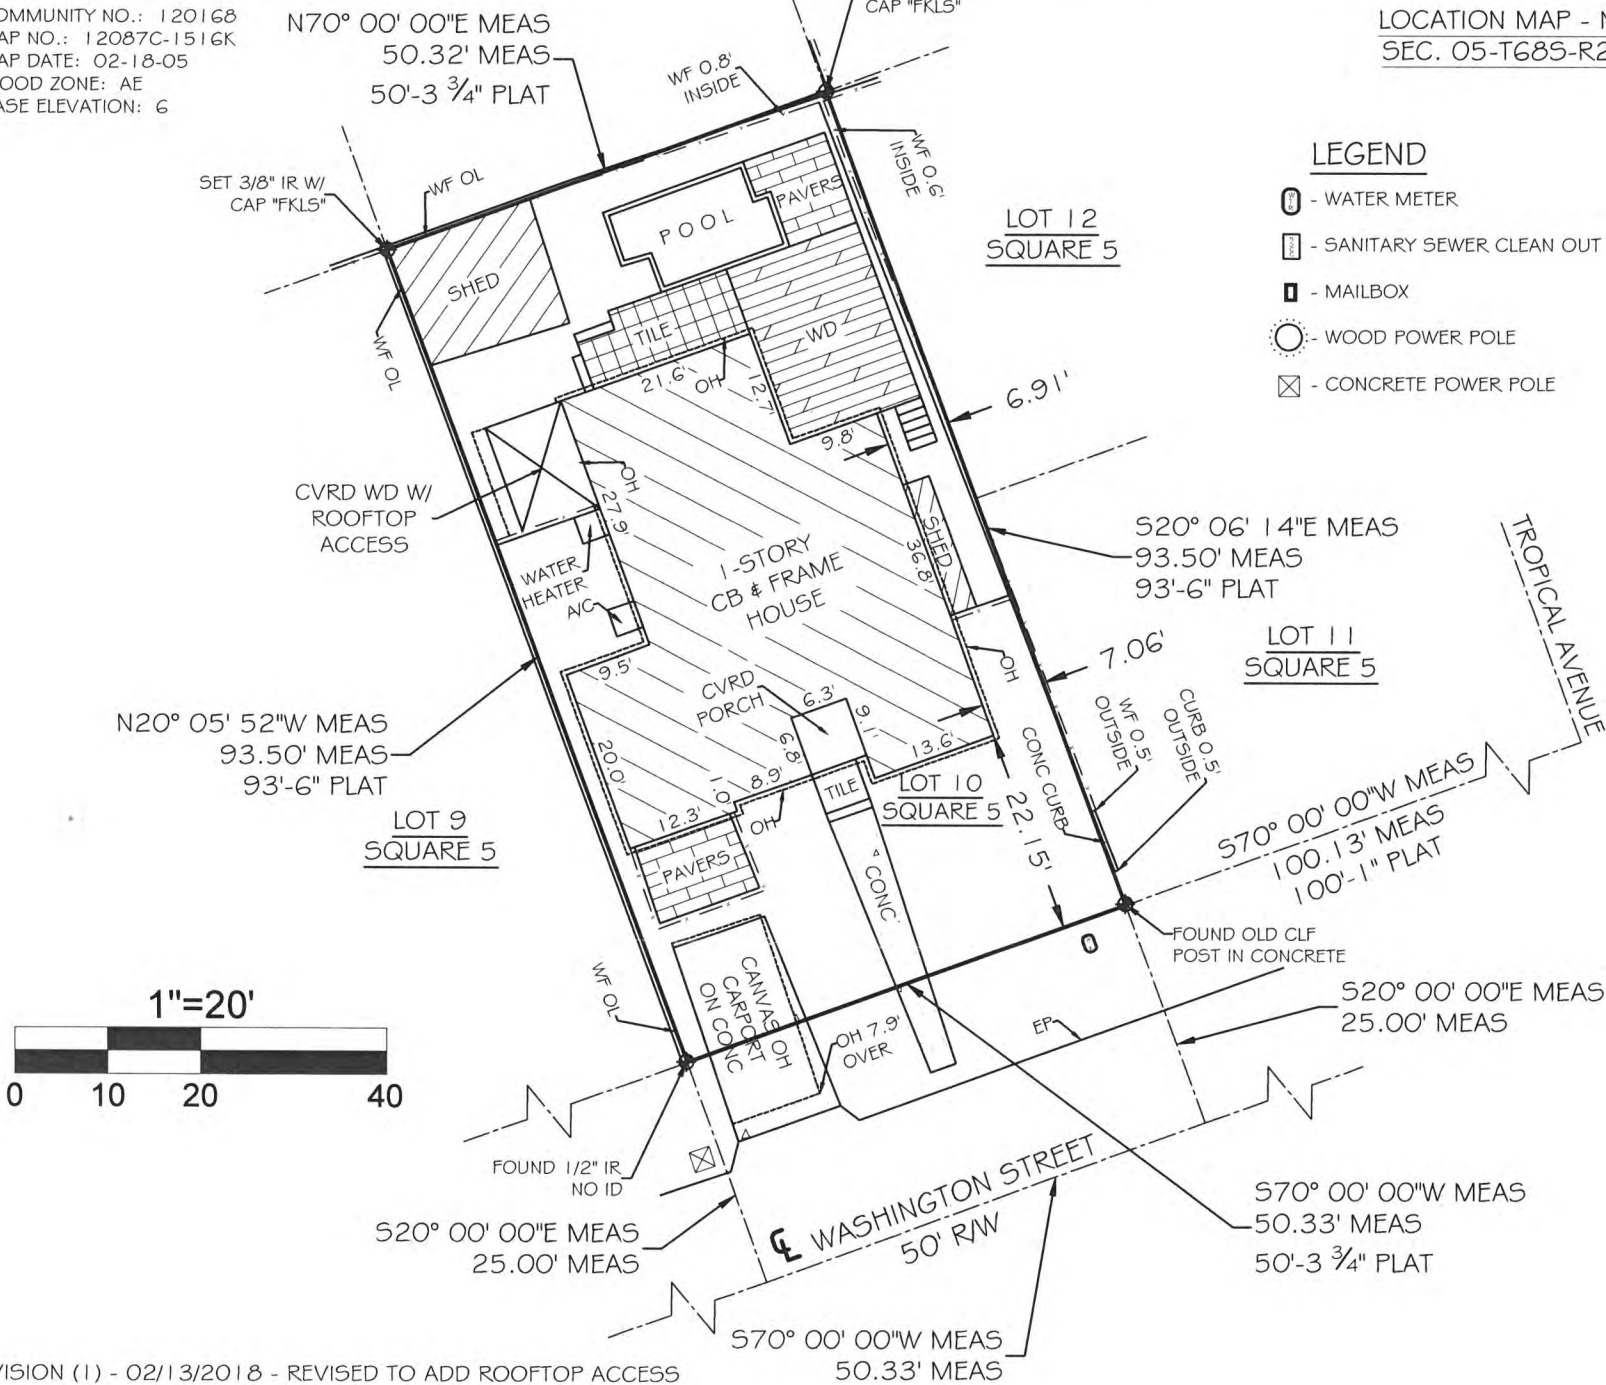 OMMUNITY NO.: 120168
AP NO.: 12087C-1516K
AP DATE: 02-18-05
OOD ZONE: AE
ASE ELEVATION: 6
N70° 00' 00"E MEAS
50.32' MEAS
50'-3 3/4" PLAT
CAP "FKLS"
LOCATION MAP - N
SEC. 05-T68S-R2
WF 0.8'
INSIDE
WF 0.6'
INSIDE
SET 3/8" IR W/
CAP "FKLS"
WF OL
WF OL
SHED
POOL
PAVERS
TILE
WD
LOT 12
SQUARE 5
LEGEND
- WATER METER
- SANITARY SEWER CLEAN OUT
- MAILBOX
- WOOD POWER POLE
- CONCRETE POWER POLE
21.6'
OH
12.7'
9.8'
6.91'
CVRD WD W/
ROOFTOP
ACCESS
OH
27.9'
WATER
HEATER
A/C
1-STORY
CB & FRAME
HOUSE
36.8'
SHED
S20° 06' 14"E MEAS
93.50' MEAS
93'-6" PLAT
TROPICAL AVENUE
LOT 11
SQUARE 5
7.06'
OH
9.5'
CVRD
PORCH
6.3'
9.1'
6.8'
13.6'
N20° 05' 52"W MEAS
93.50' MEAS
93'-6" PLAT
20.0'
12.3'
1.0'
8.9'
OH
TILE
LOT 10
SQUARE 5
22.15'
CONC CURB
WF 0.5'
OUTSIDE
CURB 0.5'
OUTSIDE
LOT 9
SQUARE 5
PAVERS
CONC
S70° 00' 00"W MEAS
100.13' MEAS
100'-1" PLAT
FOUND OLD CLF
POST IN CONCRETE
WF OL
CANVAS OH
CARPORT
ON CONC
OH 7.9'
OVER
EP
S20° 00' 00"E MEAS
25.00' MEAS
1"=20'
0 10 20 40
FOUND 1/2" IR
NO ID
S20° 00' 00"E MEAS
25.00' MEAS
℄ WASHINGTON STREET
50' R/W
S70° 00' 00"W MEAS
50.33' MEAS
50'-3 3/4" PLAT
S70° 00' 00"W MEAS
50.33' MEAS
VISION (1) - 02/13/2018 - REVISED TO ADD ROOFTOP ACCESS